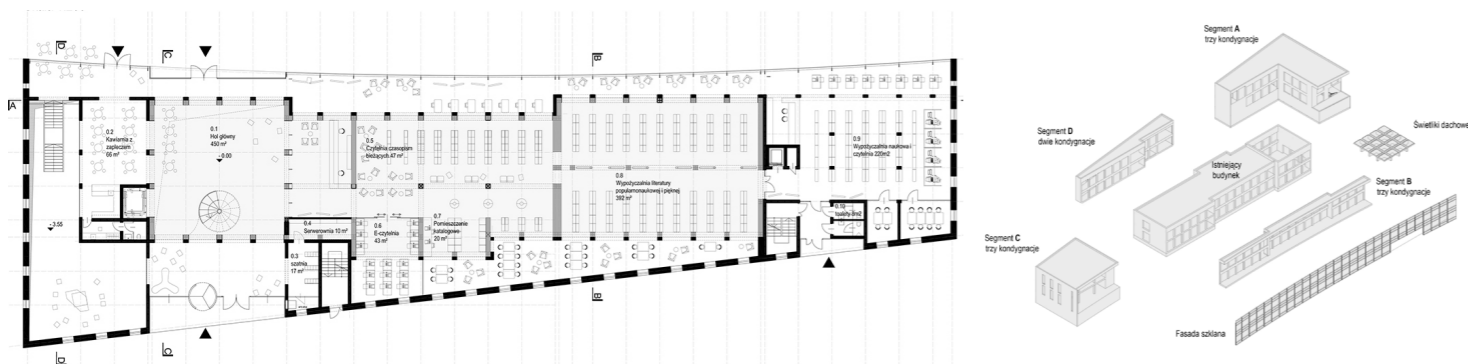 D
C
B
A
0.2
Kawiarnia z
zapleczem
66 m²
0.1
Hol główny
450 m²
- 0.00
0.5
Czytelnia czasopism
bieżących 47 m²
0.8
Wypożyczalnia literatury
popularnonaukowej i pięknej
392 m²
0.9
Wypożyczalnia naukowa i
czytelnia 220m2
0.10
toalety 8m2
- 3.55
0.4
Serwerownia 10 m²
0.3
szatnia
17 m²
0.6
E-czytelnia
43 m²
0.7
Pomieszczenie
katalogowe
20 m²
D
C
B
Segment A
trzy kondygnacje
Segment D
dwie kondygnacje
Świetliki dachowe
Istniejący
budynek
Segment B
trzy kondygnacje
Segment C
trzy kondygnacje
Fasada szklana